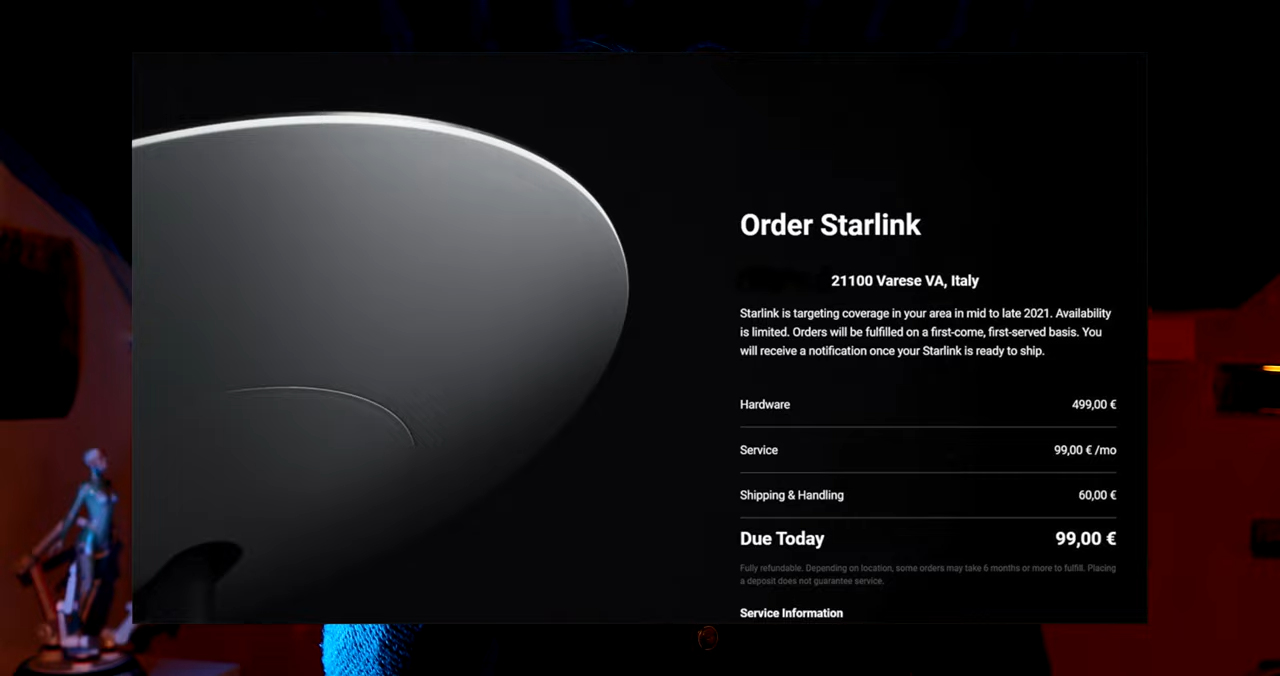 Order Starlink
21100 Varese VA, Italy
Starlink is targeting coverage in your area in mid to late 2021. Availability
is limited. Orders will be fulfilled on a first-come, first-served basis. You
will receive a notification once your Starlink is ready to ship.
Hardware 499,00 €
Service 99,00 € /mo
Shipping & Handling 60,00 €
Due Today 99,00 €
Fully refundable. Depending on location, some orders may take 6 months or more to fulfill. Placing
a deposit does not guarantee service.
Service Information